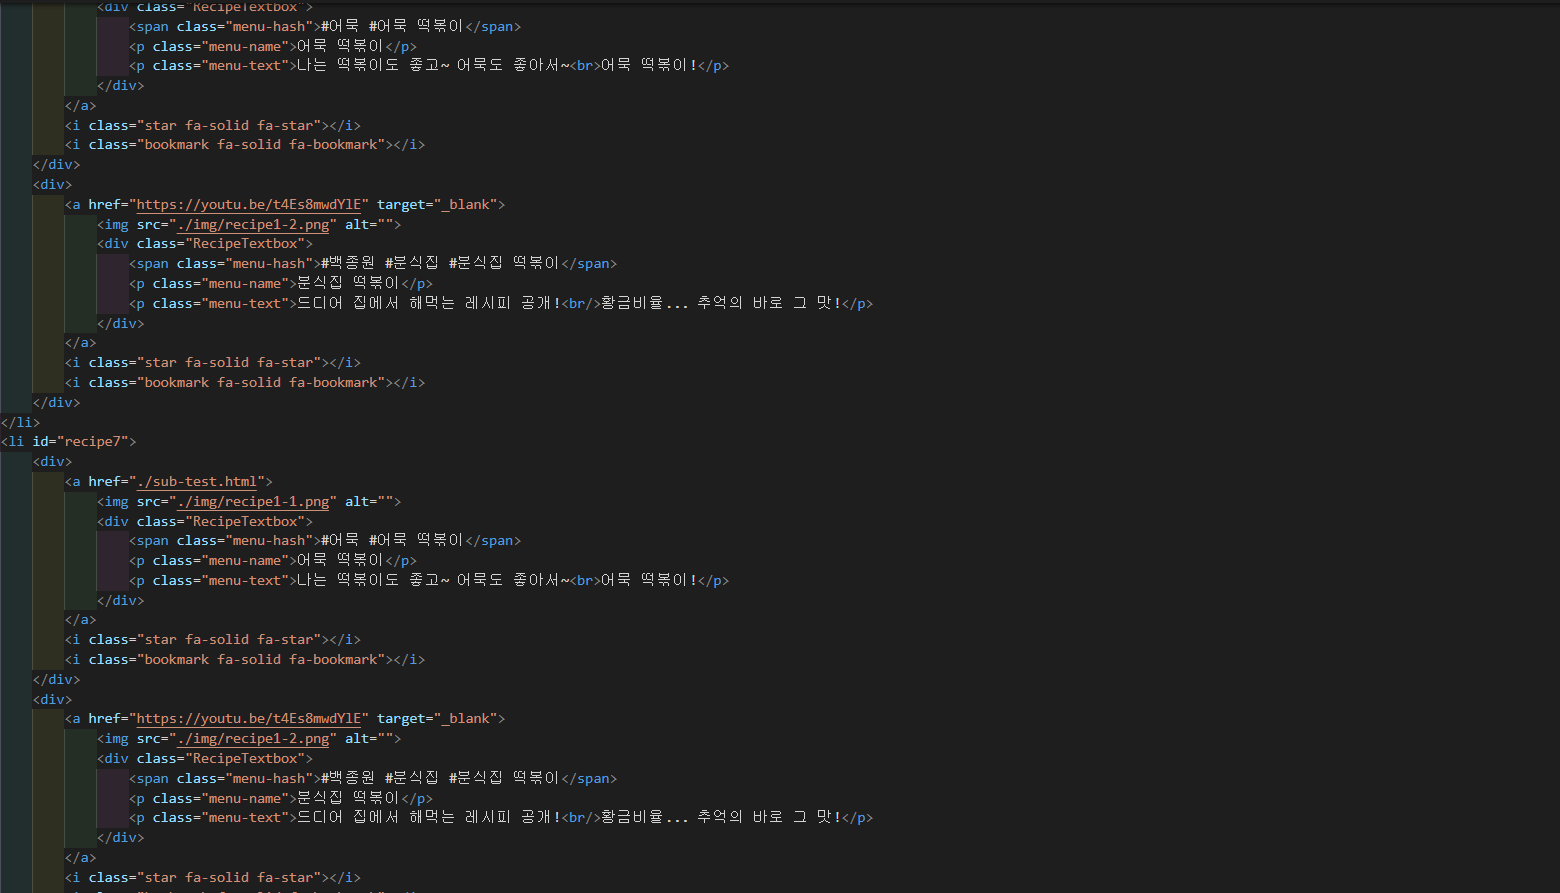 <div class="RecipeTextbox">
<span class="menu-hash">#어묵 #어묵 떡볶이</span>
<p class="menu-name">어묵 떡볶이</p>
<p class="menu-text">나는 떡볶이도 좋고~ 어묵도 좋아서~<br>어묵 떡볶이!</p>
</div>
</a>
<i class="star fa-solid fa-star"></i>
<i class="bookmark fa-solid fa-bookmark"></i>
</div>
<div>
<a href="https://youtu.be/t4Es8mwdYlE" target="_blank">
<img src="./img/recipe1-2.png" alt="">
<div class="RecipeTextbox">
<span class="menu-hash">#백종원 #분식집 #분식집 떡볶이</span>
<p class="menu-name">분식집 떡볶이</p>
<p class="menu-text">드디어 집에서 해먹는 레시피 공개!<br/>황금비율... 추억의 바로 그 맛!</p>
</div>
</a>
<i class="star fa-solid fa-star"></i>
<i class="bookmark fa-solid fa-bookmark"></i>
</div>
</li>
<li id="recipe7">
<div>
<a href="./sub-test.html">
<img src="./img/recipe1-1.png" alt="">
<div class="RecipeTextbox">
<span class="menu-hash">#어묵 #어묵 떡볶이</span>
<p class="menu-name">어묵 떡볶이</p>
<p class="menu-text">나는 떡볶이도 좋고~ 어묵도 좋아서~<br>어묵 떡볶이!</p>
</div>
</a>
<i class="star fa-solid fa-star"></i>
<i class="bookmark fa-solid fa-bookmark"></i>
</div>
<div>
<a href="https://youtu.be/t4Es8mwdYlE" target="_blank">
<img src="./img/recipe1-2.png" alt="">
<div class="RecipeTextbox">
<span class="menu-hash">#백종원 #분식집 #분식집 떡볶이</span>
<p class="menu-name">분식집 떡볶이</p>
<p class="menu-text">드디어 집에서 해먹는 레시피 공개!<br/>황금비율... 추억의 바로 그 맛!</p>
</div>
</a>
<i class="star fa-solid fa-star"></i>